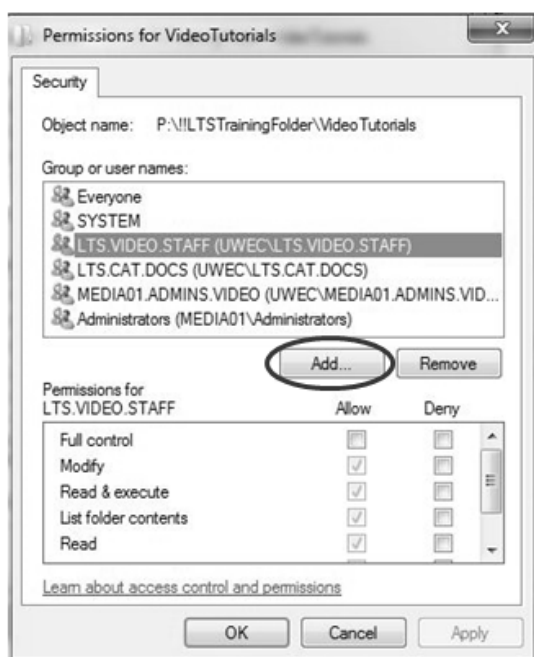 Permissions for VideoTutorials
Security
Object name: P:\!!LTSTrainingFolder\VideoTutorials
Group or user names:
Everyone
SYSTEM
LTS.VIDEO.STAFF (UWEC\LTS.VIDEO.STAFF)
LTS.CAT.DOCS (UWEC\LTS.CAT.DOCS)
MEDIA01.ADMINS.VIDEO (UWEC\MEDIA01.ADMINS.VID...
Administrators (MEDIA01\Administrators)
Add... Remove
Permissions for
LTS.VIDEO.STAFF Allow Deny
Full control
Modify
Read & execute
List folder contents
Read
Learn about access control and permissions
OK Cancel Apply